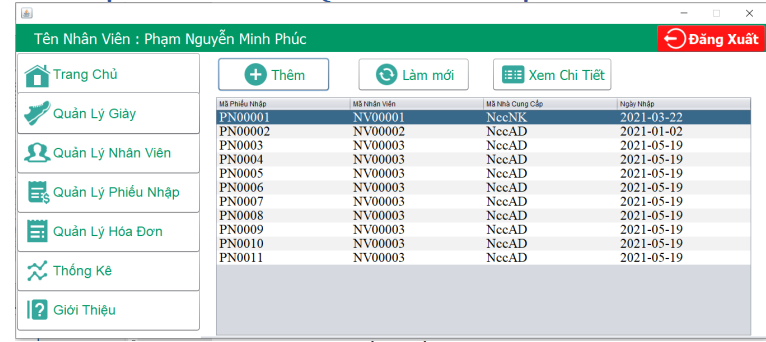 Tên Nhân Viên : Phạm Nguyễn Minh Phúc
Đăng Xuất
Trang Chủ
Quản Lý Giày
Quản Lý Nhân Viên
Quản Lý Phiếu Nhập
Quản Lý Hóa Đơn
Thống Kê
Giới Thiệu
Thêm
Làm mới
Xem Chi Tiết
Mã Phiếu Nhập Mã Nhân Viên Mã Nhà Cung Cấp Ngày Nhập
PN00001 NV00001 NccNK 2021-03-22
PN00002 NV00002 NccAD 2021-01-02
PN0003 NV00003 NccAD 2021-05-19
PN0004 NV00003 NccAD 2021-05-19
PN0005 NV00003 NccAD 2021-05-19
PN0006 NV00003 NccAD 2021-05-19
PN0007 NV00003 NccAD 2021-05-19
PN0008 NV00003 NccAD 2021-05-19
PN0009 NV00003 NccAD 2021-05-19
PN0010 NV00003 NccAD 2021-05-19
PN0011 NV00003 NccAD 2021-05-19